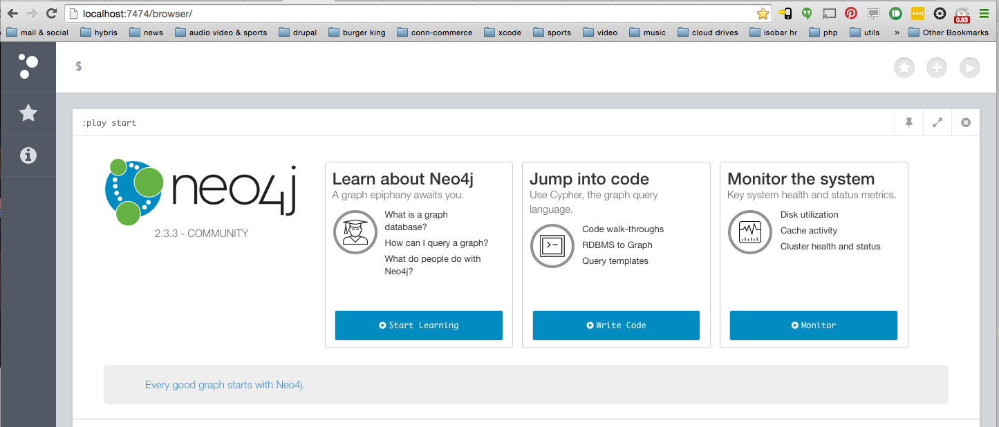 localhost:7474/browser/
0.83
mail & social
hybris
news
audio video & sports
drupal
burger king
conn-commerce
xcode
sports
video
music
cloud drives
isobar hr
php
utils
»
Other Bookmarks
$
:play start
neo4j
2.3.3 - COMMUNITY
Learn about Neo4j
A graph epiphany awaits you.
What is a graph
database?
How can I query a graph?
What do people do with
Neo4j?
Start Learning
Jump into code
Use Cypher, the graph query
language.
Code walk-throughs
RDBMS to Graph
Query templates
Write Code
Monitor the system
Key system health and status metrics.
Disk utilization
Cache activity
Cluster health and status
Monitor
Every good graph starts with Neo4j.